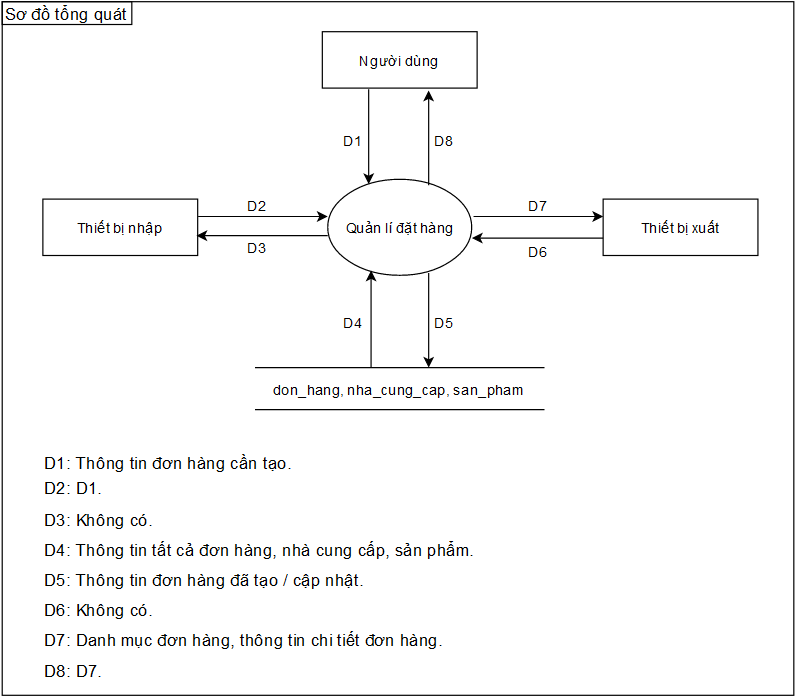 Sơ đồ tổng quát
Người dùng
D1
D8
Thiết bị nhập
D2
D3
Quản lí đặt hàng
D7
D6
Thiết bị xuất
D4
D5
don_hang, nha_cung_cap, san_pham
D1: Thông tin đơn hàng cần tạo.
D2: D1.
D3: Không có.
D4: Thông tin tất cả đơn hàng, nhà cung cấp, sản phẩm.
D5: Thông tin đơn hàng đã tạo / cập nhật.
D6: Không có.
D7: Danh mục đơn hàng, thông tin chi tiết đơn hàng.
D8: D7.